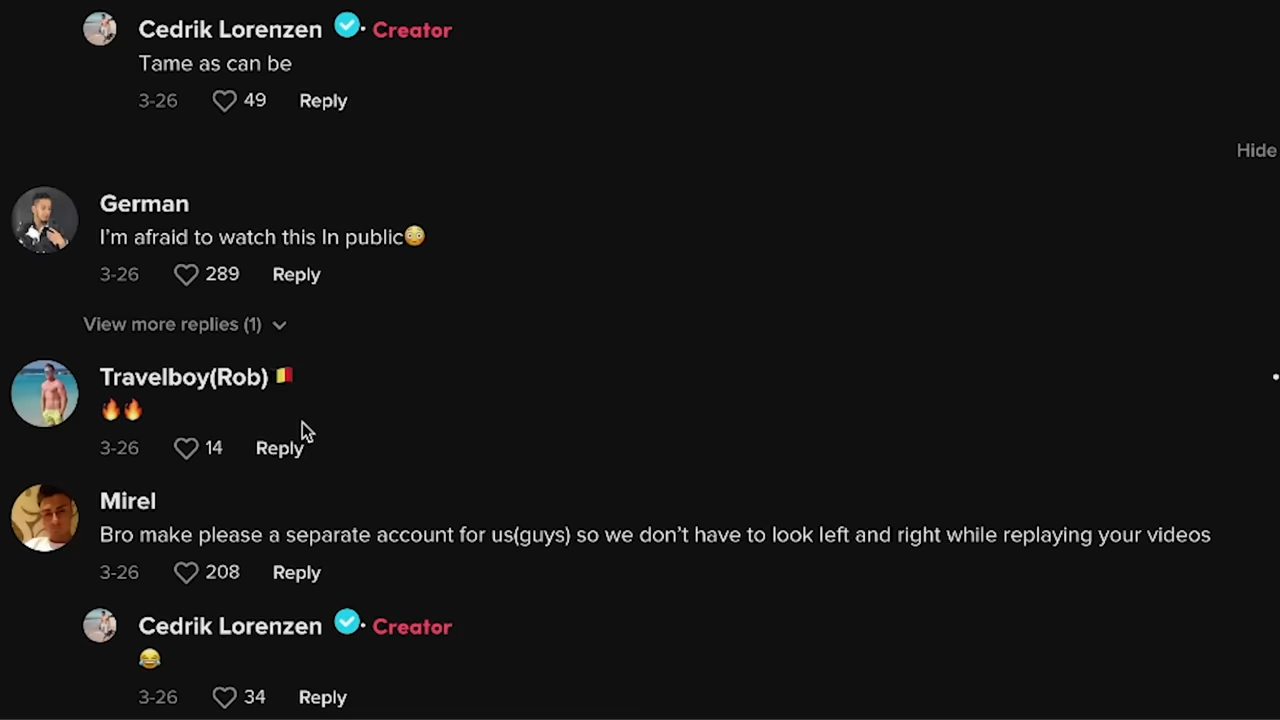 Cedrik Lorenzen · Creator
Tame as can be
3-26 49 Reply
Hide
German
I'm afraid to watch this In public😳
3-26 289 Reply
View more replies (1)
Travelboy(Rob) 🇧🇪
🔥🔥
3-26 14 Reply
Mirel
Bro make please a separate account for us(guys) so we don't have to look left and right while replaying your videos
3-26 208 Reply
Cedrik Lorenzen · Creator
😂
3-26 34 Reply